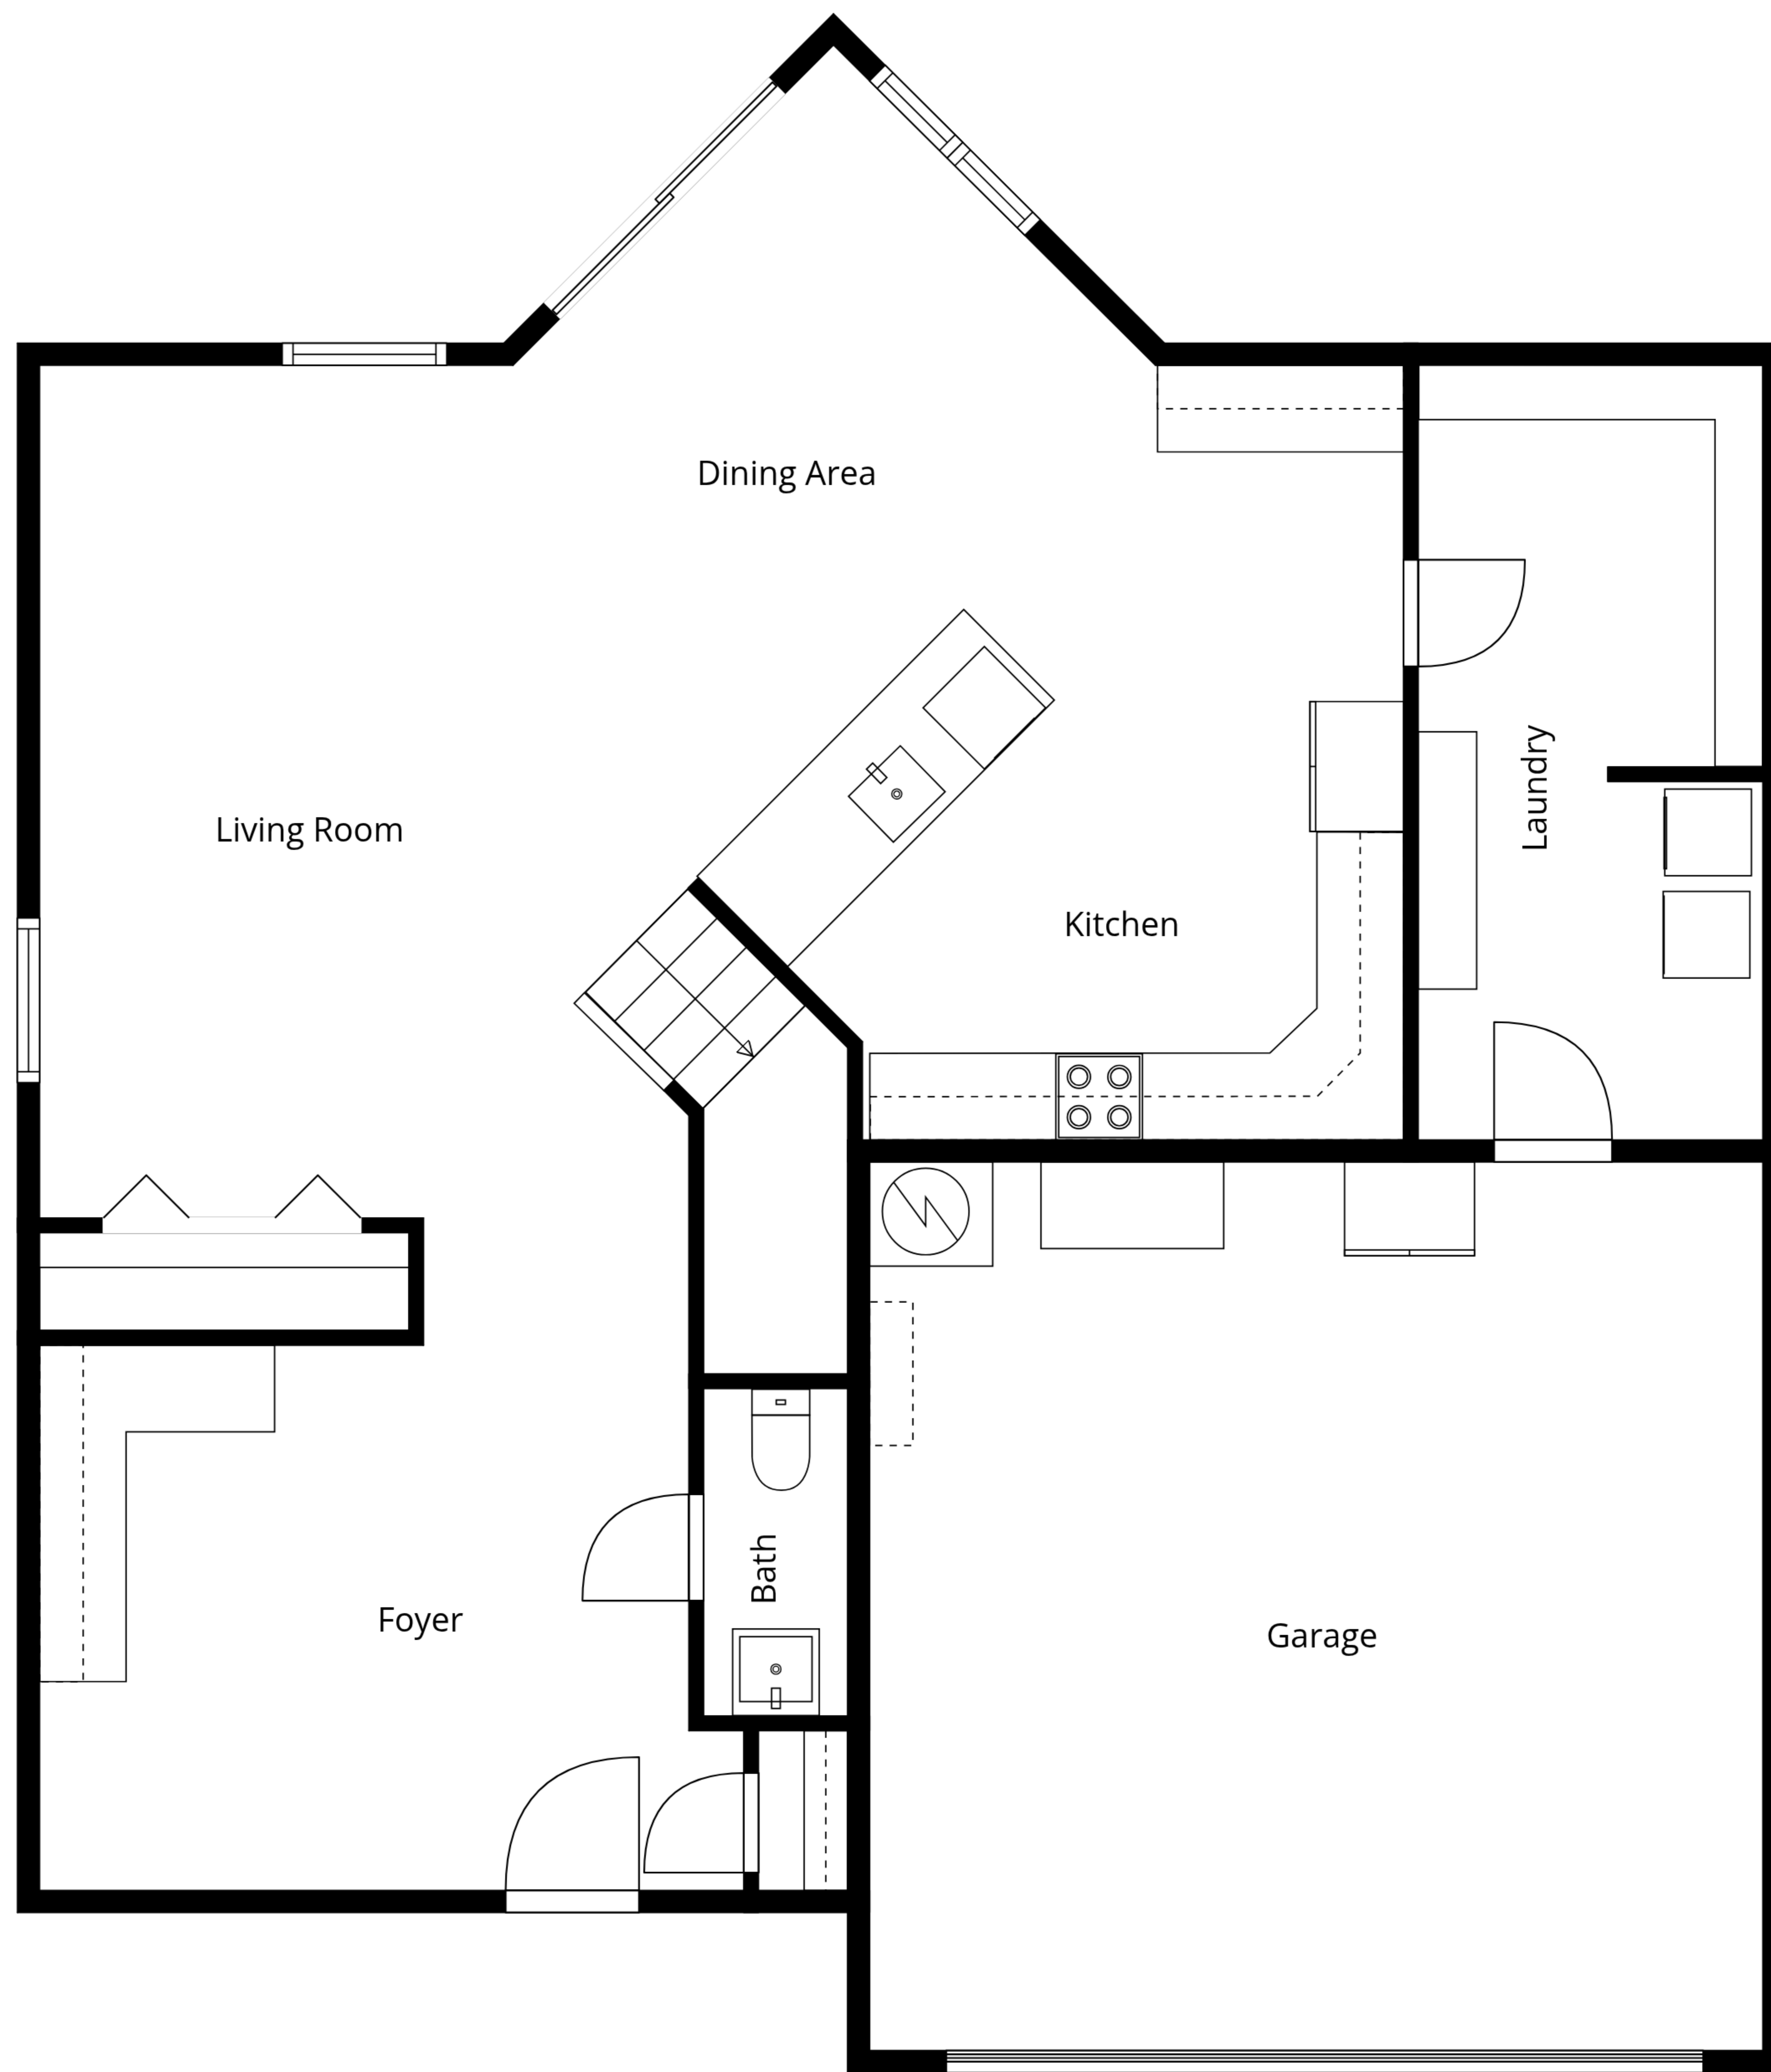 Dining Area
Living Room
Laundry
Kitchen
Bath
Foyer
Garage